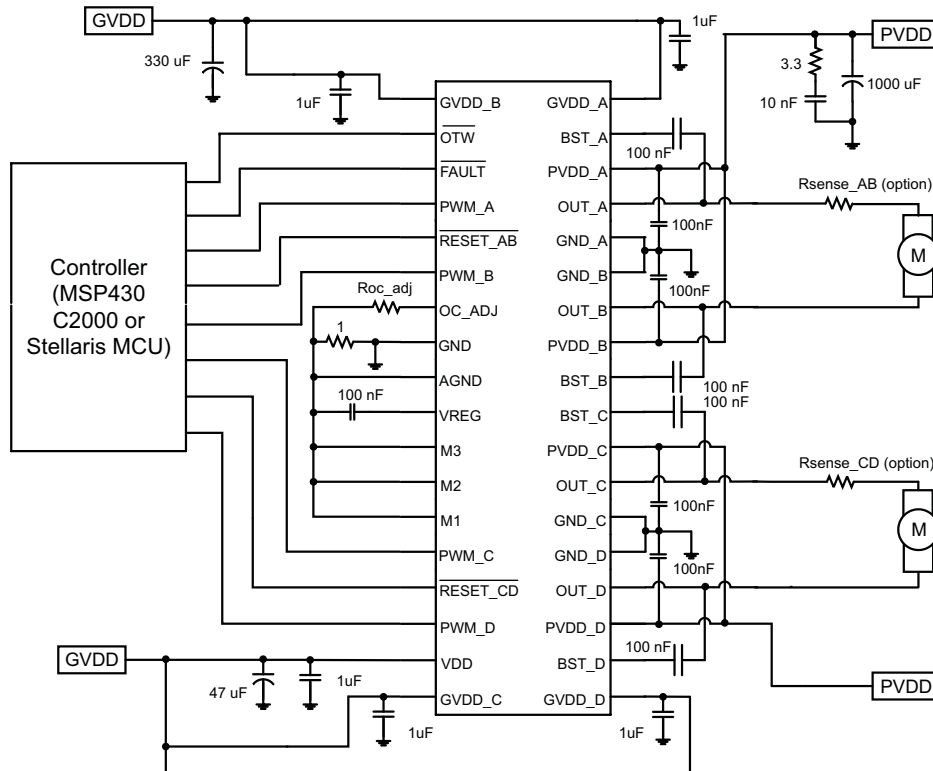 GVDD
330 uF
1uF
1uF
PVDD
3.3
10 nF
1000 uF
GVDD_B
GVDD_A
OTW
BST_A
100 nF
FAULT
PVDD_A
Rsense_AB (option)
PWM_A
OUT_A
100nF
RESET_AB
GND_A
M
Controller
(MSP430
C2000 or
Stellaris MCU)
PWM_B
GND_B
100nF
Roc_adj
OC_ADJ
OUT_B
1
GND
PVDD_B
AGND
BST_B
100 nF
100 nF
100 nF
VREG
BST_C
M3
PVDD_C
Rsense_CD (option)
M2
OUT_C
100nF
M1
GND_C
M
PWM_C
GND_D
100nF
RESET_CD
OUT_D
PWM_D
PVDD_D
100 nF
GVDD
VDD
BST_D
47 uF
1uF
PVDD
GVDD_C
GVDD_D
1uF
1uF